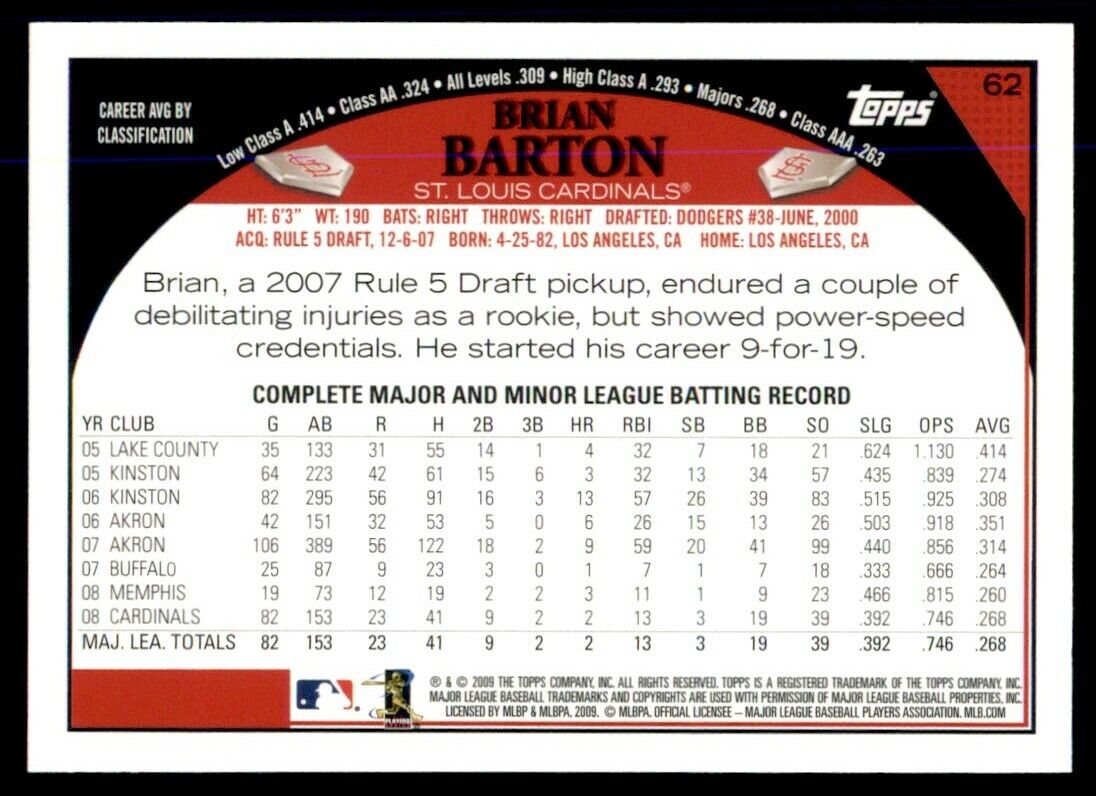 62
Topps®
CAREER AVG BY
CLASSIFICATION
Low Class A .414 • Class AA .324 • All Levels .309 • High Class A .293 • Majors .268 • Class AAA .263
BRIAN
BARTON
ST. LOUIS CARDINALS®
HT: 6'3" WT: 190 BATS: RIGHT THROWS: RIGHT DRAFTED: DODGERS #38-JUNE, 2000
ACQ: RULE 5 DRAFT, 12-6-07 BORN: 4-25-82, LOS ANGELES, CA HOME: LOS ANGELES, CA
Brian, a 2007 Rule 5 Draft pickup, endured a couple of
debilitating injuries as a rookie, but showed power-speed
credentials. He started his career 9-for-19.
COMPLETE MAJOR AND MINOR LEAGUE BATTING RECORD
YR CLUB G AB R H 2B 3B HR RBI SB BB SO SLG OPS AVG
05 LAKE COUNTY 35 133 31 55 14 1 4 32 7 18 21 .624 1.130 .414
05 KINSTON 64 223 42 61 15 6 3 32 13 34 57 .435 .839 .274
06 KINSTON 82 295 56 91 16 3 13 57 26 39 83 .515 .925 .308
06 AKRON 42 151 32 53 5 0 6 26 15 13 26 .503 .918 .351
07 AKRON 106 389 56 122 18 2 9 59 20 41 99 .440 .856 .314
07 BUFFALO 25 87 9 23 3 0 1 7 1 7 18 .333 .666 .264
08 MEMPHIS 19 73 12 19 2 2 3 11 1 9 23 .466 .815 .260
08 CARDINALS 82 153 23 41 9 2 2 13 3 19 39 .392 .746 .268
MAJ. LEA. TOTALS 82 153 23 41 9 2 2 13 3 19 39 .392 .746 .268
® & © 2009 THE TOPPS COMPANY, INC. ALL RIGHTS RESERVED. TOPPS IS A REGISTERED TRADEMARK OF THE TOPPS COMPANY, INC.
MAJOR LEAGUE BASEBALL TRADEMARKS AND COPYRIGHTS ARE USED WITH PERMISSION OF MAJOR LEAGUE BASEBALL PROPERTIES, INC.
LICENSED BY MLBP & MLBPA, 2009. © MLBPA. OFFICIAL LICENSEE – MAJOR LEAGUE BASEBALL PLAYERS ASSOCIATION. MLB.COM
PLAYERS